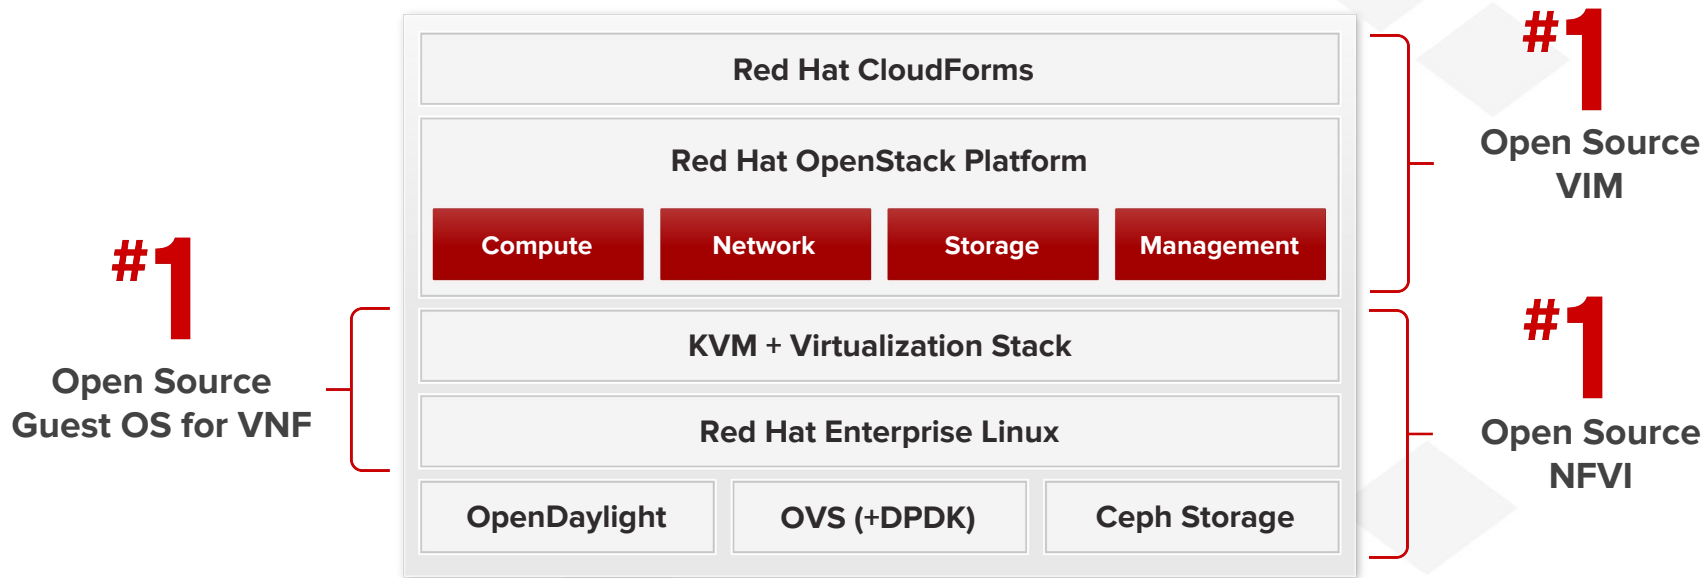 #1
Open Source
Guest OS for VNF
Red Hat CloudForms
Red Hat OpenStack Platform
Compute
Network
Storage
Management
KVM + Virtualization Stack
Red Hat Enterprise Linux
OpenDaylight
OVS (+DPDK)
Ceph Storage
#1
Open Source
VIM
#1
Open Source
NFVI